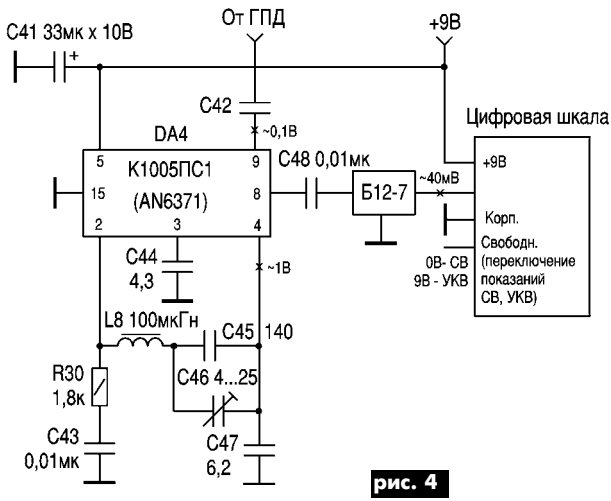 От ГПД
+9В
С41 33мк х 10В
+
С42
Цифровая шкала
DA4
~0,1В
5
9
С48 0,01мк
+9В
К1005ПС1
15
8
Б12-7
~40мВ
(AN6371)
Корп.
2
3
4
Свободн.
0В- СВ
(переключение
9В - УКВ
показаний
СВ, УКВ)
С44
4,3
~1В
L8 100мкГн
С45
140
R30
1,8к
С46 4...25
С43
0,01мк
С47
6,2
рис. 4